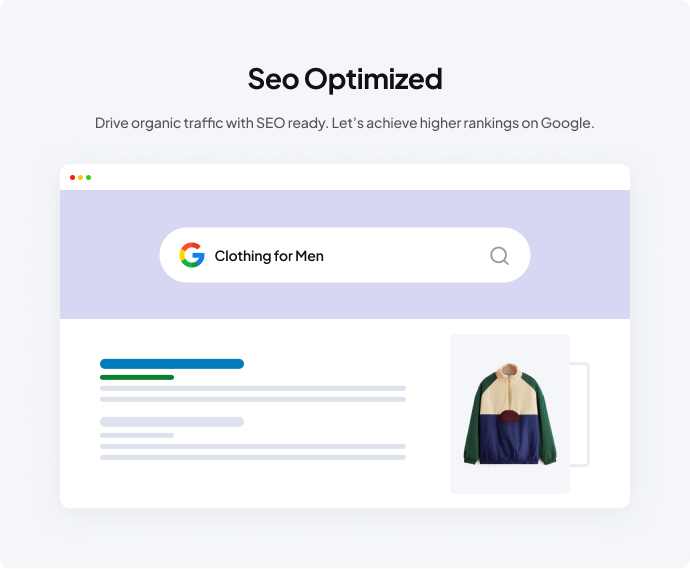 Seo Optimized
Drive organic traffic with SEO ready. Let’s achieve higher rankings on Google.
Clothing for Men